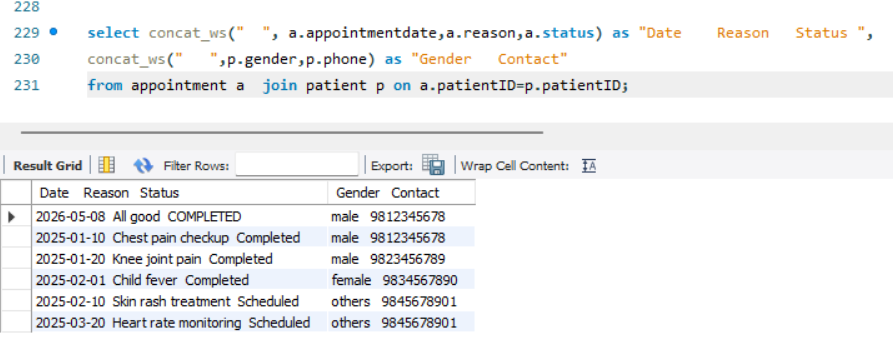 228
229 select concat_ws("  ", a.appointmentdate,a.reason,a.status) as "Date    Reason   Status ",
230 concat_ws("   ",p.gender,p.phone) as "Gender   Contact"
231 from appointment a  join patient p on a.patientID=p.patientID;
Result Grid Filter Rows: Export: Wrap Cell Content:
Date Reason Status Gender Contact
2026-05-08 All good COMPLETED male 9812345678
2025-01-10 Chest pain checkup Completed male 9812345678
2025-01-20 Knee joint pain Completed male 9823456789
2025-02-01 Child fever Completed female 9834567890
2025-02-10 Skin rash treatment Scheduled others 9845678901
2025-03-20 Heart rate monitoring Scheduled others 9845678901